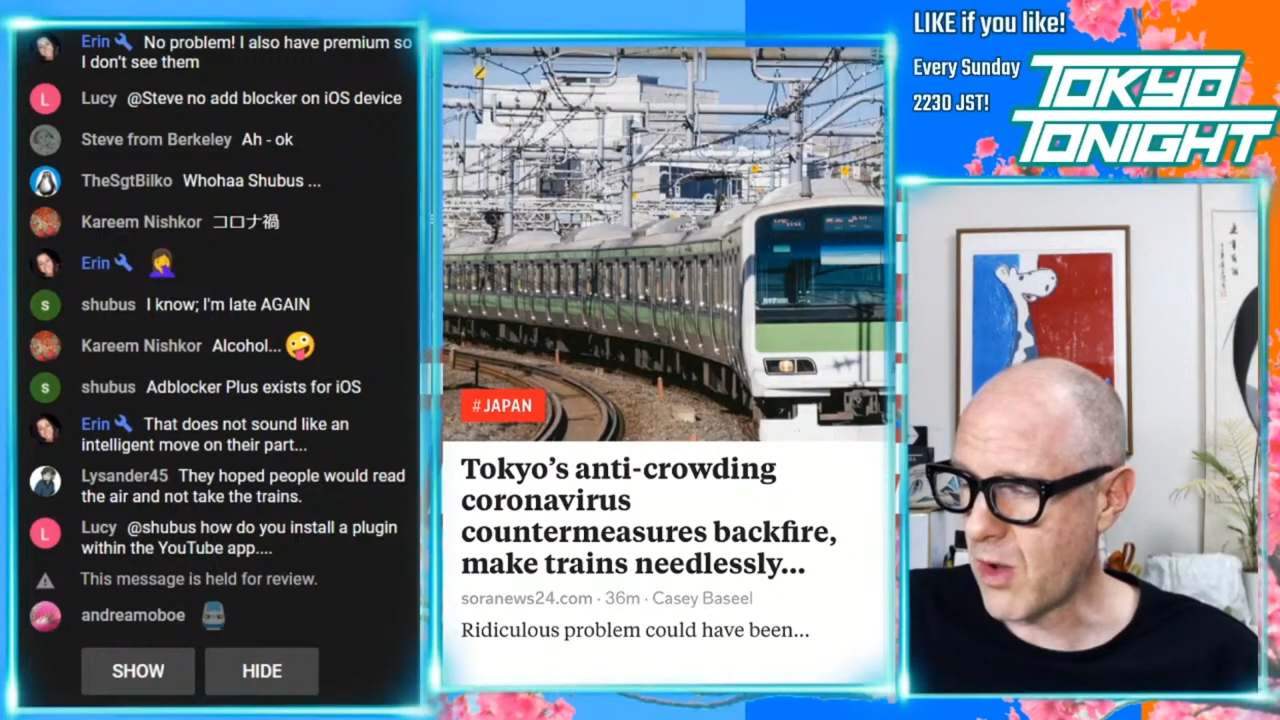 Erin No problem! I also have premium so
I don't see them
L Lucy @Steve no add blocker on iOS device
Steve from Berkeley Ah - ok
TheSgtBilko Whohaa Shubus ...
Kareem Nishkor コロナ禍
Erin
s shubus I know; I'm late AGAIN
Kareem Nishkor Alcohol...
s shubus Adblocker Plus exists for iOS
Erin That does not sound like an
intelligent move on their part...
Lysander45 They hoped people would read
the air and not take the trains.
L Lucy @shubus how do you install a plugin
within the YouTube app....
This message is held for review.
andreamoboe
SHOW HIDE
#JAPAN
Tokyo’s anti-crowding
coronavirus
countermeasures backfire,
make trains needlessly...
soranews24.com · 36m · Casey Baseel
Ridiculous problem could have been...
LIKE if you like!
Every Sunday
2230 JST!
TOKYO
TONIGHT